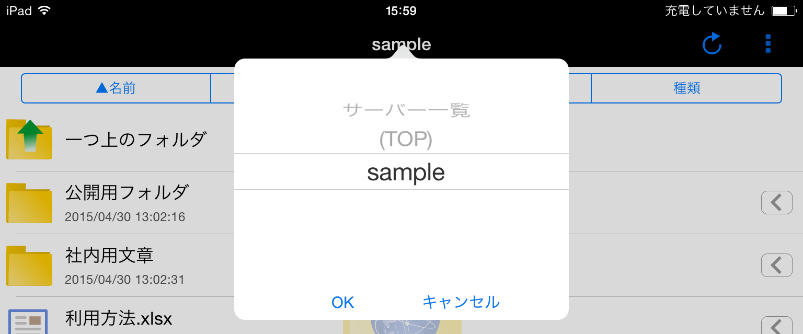 iPad 15:59 充電していません
sample
▲名前 種類
サーバー一覧
(TOP)
sample
一つ上のフォルダ
公開用フォルダ
2015/04/30 13:02:16
社内用文章
2015/04/30 13:02:31
利用方法.xlsx
OK キャンセル